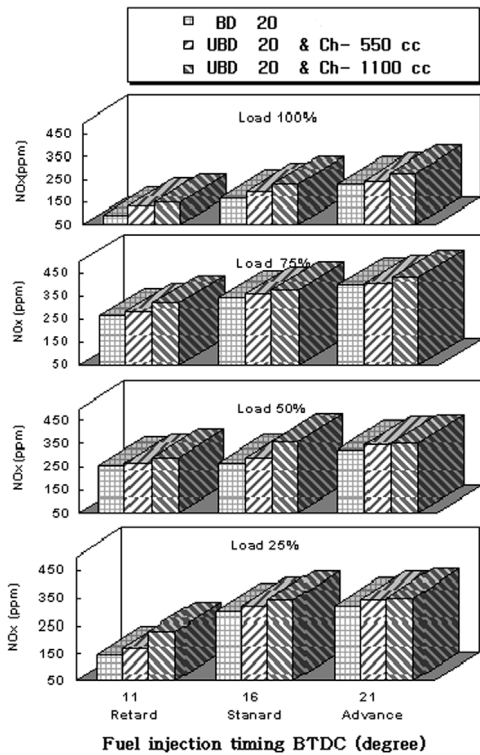 BD 20
UBD 20 & Ch- 550 cc
UBD 20 & Ch- 1100 cc
Load 100%
NOx(ppm)
450
350
250
150
50
Load 75%
NOx (ppm)
450
350
250
150
50
Load 50%
NOx (ppm)
450
350
250
150
50
Load 25%
NOx (ppm)
450
350
250
150
50
11 16 21
Retard Stanard Advance
Fuel injection timing BTDC (degree)